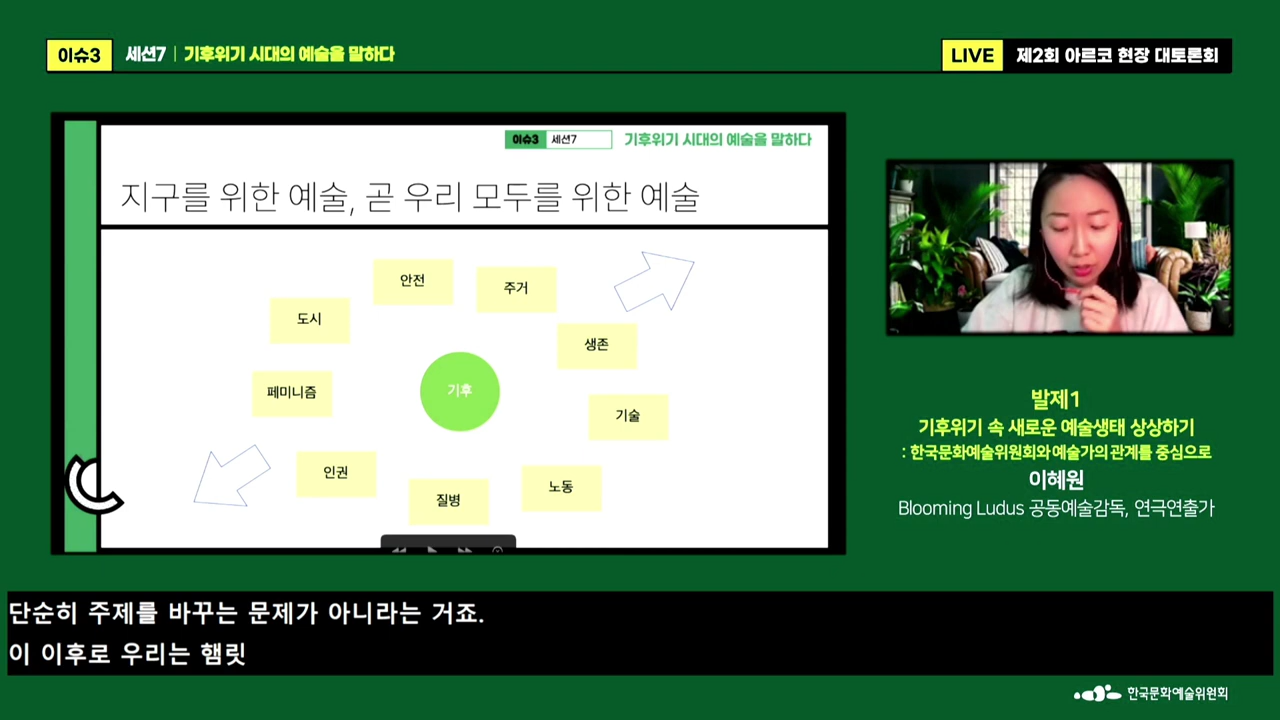 이슈3 세션7 | 기후위기 시대의 예술을 말하다
LIVE 제2회 아르코 현장 대토론회
이슈3 세션7 기후위기 시대의 예술을 말하다
지구를 위한 예술, 곧 우리 모두를 위한 예술
안전
주거
도시
생존
페미니즘
기후
기술
인권
질병
노동
발제1
기후위기 속 새로운 예술생태 상상하기
: 한국문화예술위원회와 예술가의 관계를 중심으로
이혜원
Blooming Ludus 공동예술감독, 연극연출가
단순히 주제를 바꾸는 문제가 아니라는 거죠.
이 이후로 우리는 햄릿
한국문화예술위원회